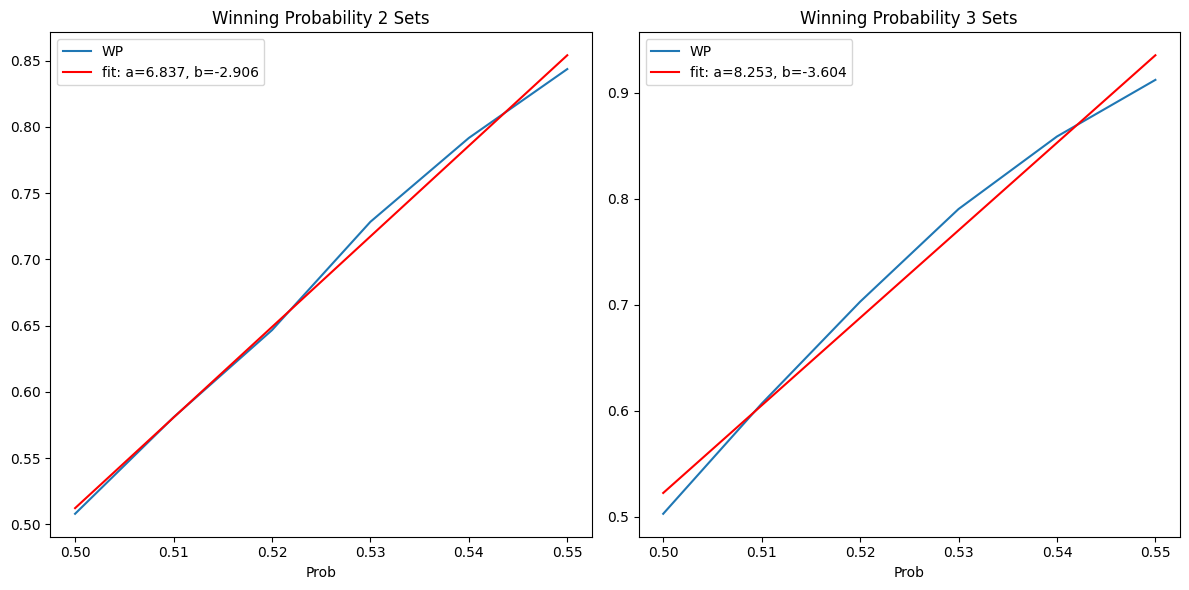 Winning Probability 2 Sets
WP
fit: a=6.837, b=-2.906
0.85
0.80
0.75
0.70
0.65
0.60
0.55
0.50
0.50 0.51 0.52 0.53 0.54 0.55
Prob
Winning Probability 3 Sets
WP
fit: a=8.253, b=-3.604
0.9
0.8
0.7
0.6
0.5
0.50 0.51 0.52 0.53 0.54 0.55
Prob